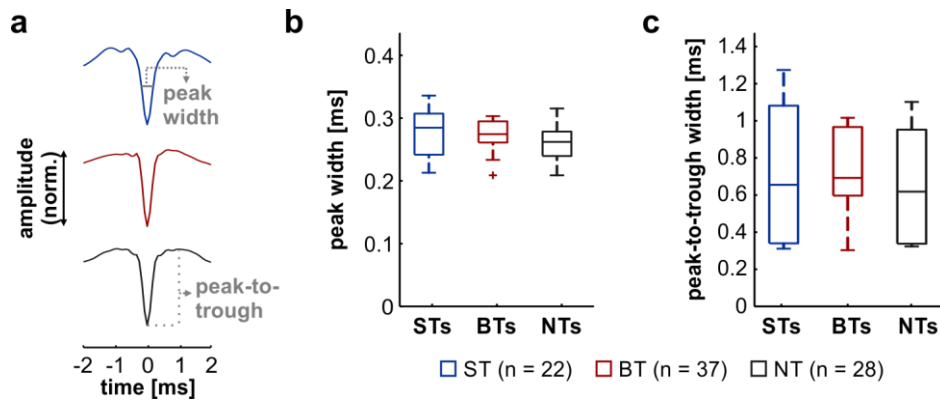 a
peak
width
amplitude
(norm.)
peak-to-
trough
-2 -1 0 1 2
time [ms]
b
peak width [ms]
0.4
0.3
0.2
0.1
0
STs BTs NTs
c
peak-to-trough width [ms]
1.4
1.2
1
0.8
0.6
0.4
0.2
0
STs BTs NTs
ST (n = 22) BT (n = 37) NT (n = 28)